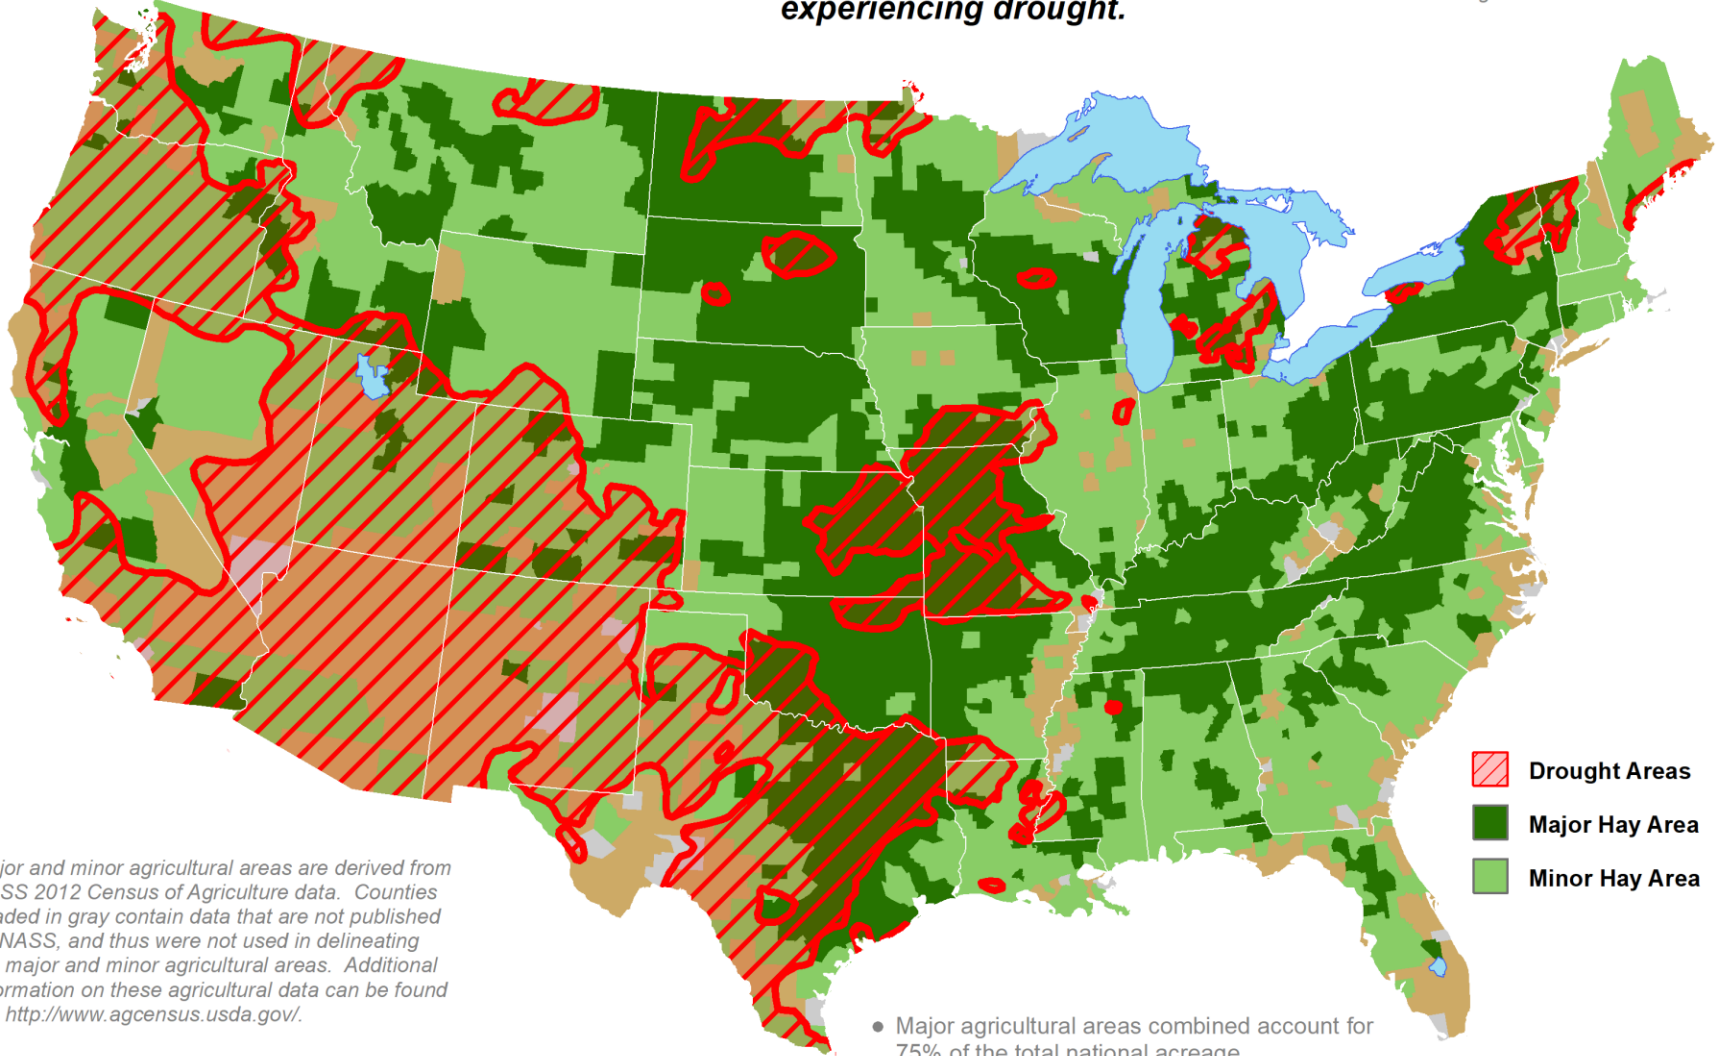 experiencing drought.
Drought Areas
Major Hay Area
Minor Hay Area
jor and minor agricultural areas are derived from
SS 2012 Census of Agriculture data. Counties
aded in gray contain data that are not published
NASS, and thus were not used in delineating
major and minor agricultural areas. Additional
ormation on these agricultural data can be found
http://www.agcensus.usda.gov/.
● Major agricultural areas combined account for
75% of the total national acreage